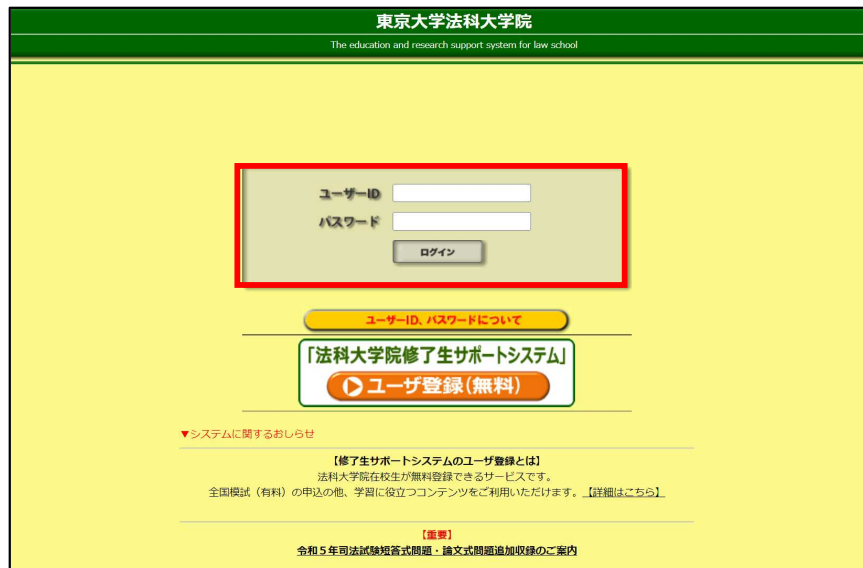 東京大学法科大学院
The education and research support system for law school
ユーザーID
パスワード
ログイン
ユーザーID、パスワードについて
「法科大学院修了生サポートシステム」
ユーザ登録(無料)
▼システムに関するおしらせ
【修了生サポートシステムのユーザ登録とは】
法科大学院在校生が無料登録できるサービスです。
全国模試（有料）の申込の他、学習に役立つコンテンツをご利用いただけます。【詳細はこちら】
【重要】
令和５年司法試験短答式問題・論文式問題追加収録のご案内